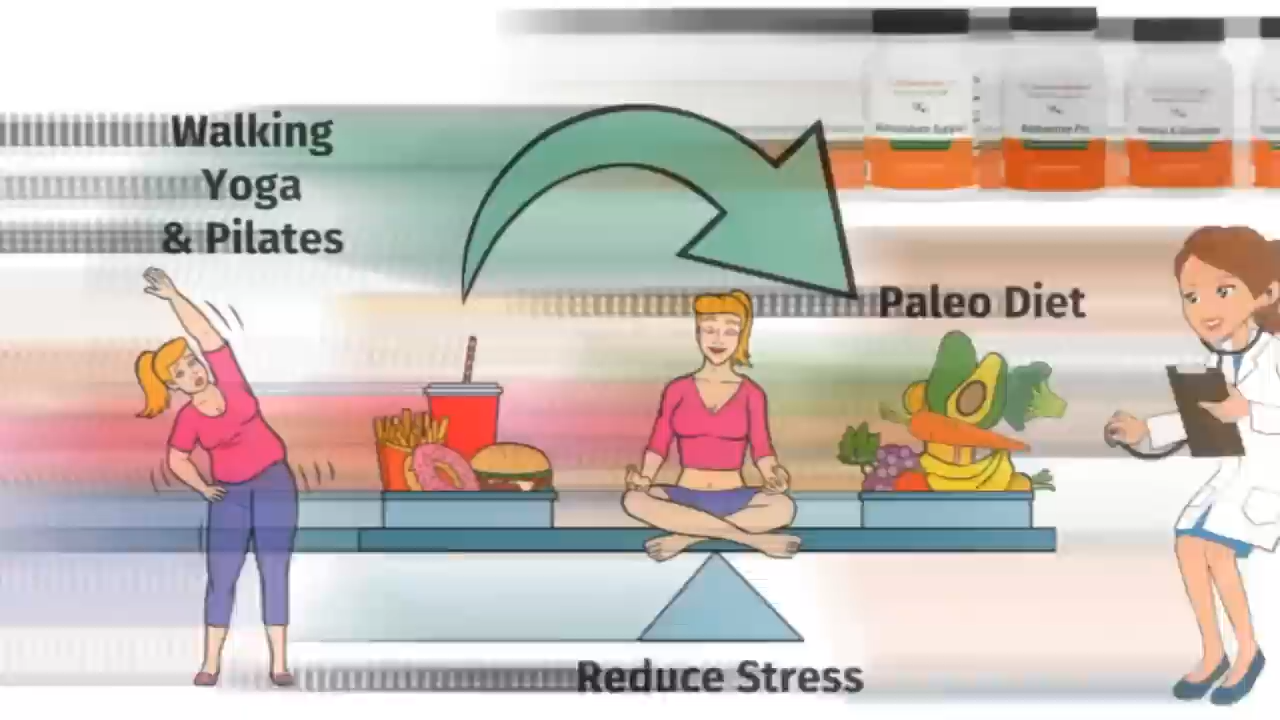 Walking
Yoga
& Pilates
Paleo Diet
Reduce Stress